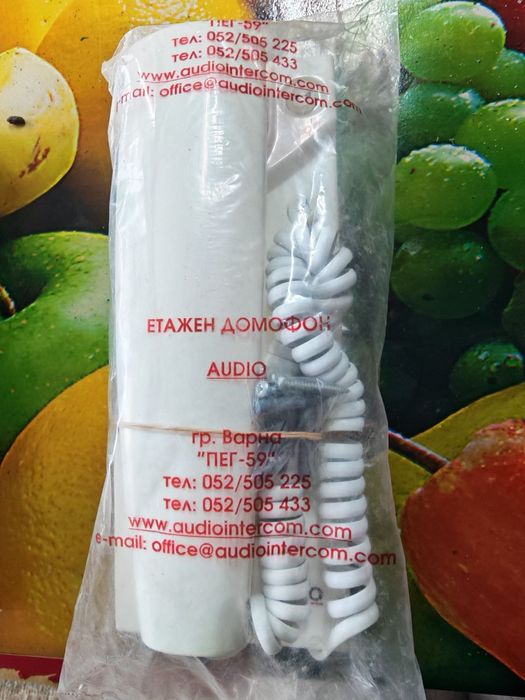 "ПЕГ-59"
тел: 052/505 225
тел: 052/505 433
www.audiointercom.com
e-mail: office@audiointercom.com
ЕТАЖЕН ДОМОФОН
AUDIO
гр. Варна
"ПЕГ-59"
тел: 052/505 225
тел: 052/505 433
www.audiointercom.com
e-mail: office@audiointercom.com